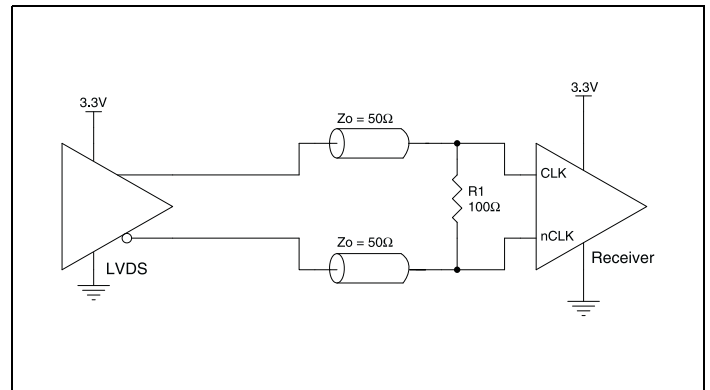 3.3V
3.3V
Zo = 50Ω
CLK
R1
100Ω
Zo = 50Ω
nCLK
LVDS
Receiver